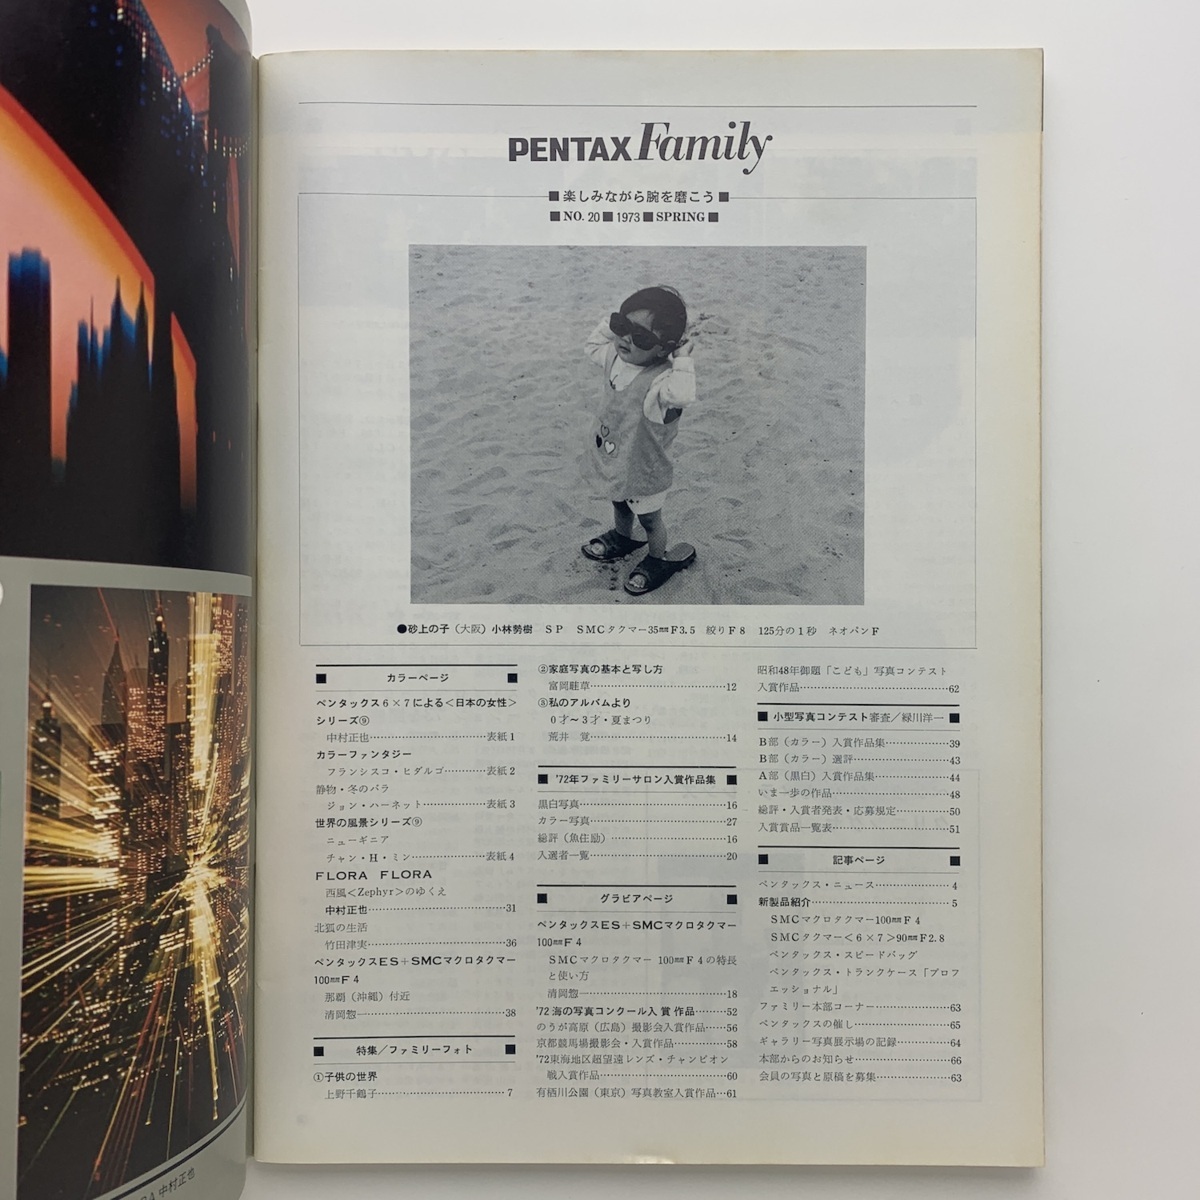 PENTAX Family
■楽しみながら腕を磨こう■
■NO. 20■1973■SPRING■
●砂上の子（大阪）小林勢樹 SP SMCタクマー35㎜F3.5 絞りF8 125分の1秒 ネオパンF
■ カラーページ ■
ペンタックス6×7による<日本の女性>
シリーズ⑨
中村正也……………表紙1
カラーファンタジー
フランシスコ・ヒダルゴ…………表紙2
静物・冬のバラ
ジョン・ハーネット……………表紙3
世界の風景シリーズ⑨
ニューギニア
チャン・H・ミン………………表紙4
FLORA FLORA
西風<Zephyr>のゆくえ
中村正也……………31
北狐の生活
竹田津実……………36
ペンタックスES+SMCマクロタクマー
100㎜F4
那覇（沖縄）付近
清岡惣……………38
■ 特集／ファミリーフォト ■
①子供の世界
上野千鶴子……………7
②家庭写真の基本と写し方
富岡畦草……………12
③私のアルバムより
0才〜3才・夏まつり
荒井 覚……………14
■ '72年ファミリーサロン入賞作品集 ■
黒白写真……………16
カラー写真……………27
総評（魚住励）……………16
入選者一覧……………20
■ グラビアページ ■
ペンタックスES+SMCマクロタクマー
100㎜F4
SMCマクロタクマー 100㎜F4の特長
と使い方
清岡惣……………18
'72海の写真コンクール入賞作品………52
のうが高原（広島）撮影会入賞作品…56
京都競馬場撮影会・入賞作品…………58
'72東海地区超望遠レンズ・チャンピオン
戦入賞作品……………60
有栖川公園（東京）写真教室入賞作品…61
昭和48年御題「こども」写真コンテスト
入賞作品……………62
■ 小型写真コンテスト審査／緑川洋一 ■
B部（カラー）入賞作品集……………39
B部（カラー）選評……………43
A部（黒白）入賞作品集……………44
いま一歩の作品……………48
総評・入賞者発表・応募規定…………50
入賞賞品一覧表……………51
■ 記事ページ ■
ペンタックス・ニュース……………4
新製品紹介……………5
SMCマクロタクマー100㎜F4
SMCタクマー<6×7>90㎜F2.8
ペンタックス・スピードバッグ
ペンタックス・トランクケース「プロフ
ェッショナル」
ファミリー本部コーナー……………63
ペンタックスの催し……………65
ギャラリー写真展示場の記録…………64
本部からのお知らせ……………66
会員の写真と原稿を募集……………63
中村正也